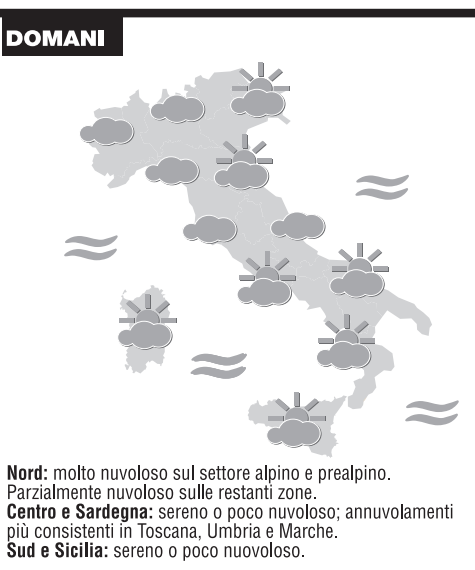 DOMANI
Nord: molto nuvoloso sul settore alpino e prealpino.
Parzialmente nuvoloso sulle restanti zone.
Centro e Sardegna: sereno o poco nuvoloso; annuvolamenti
più consistenti in Toscana, Umbria e Marche.
Sud e Sicilia: sereno o poco nuovoloso.